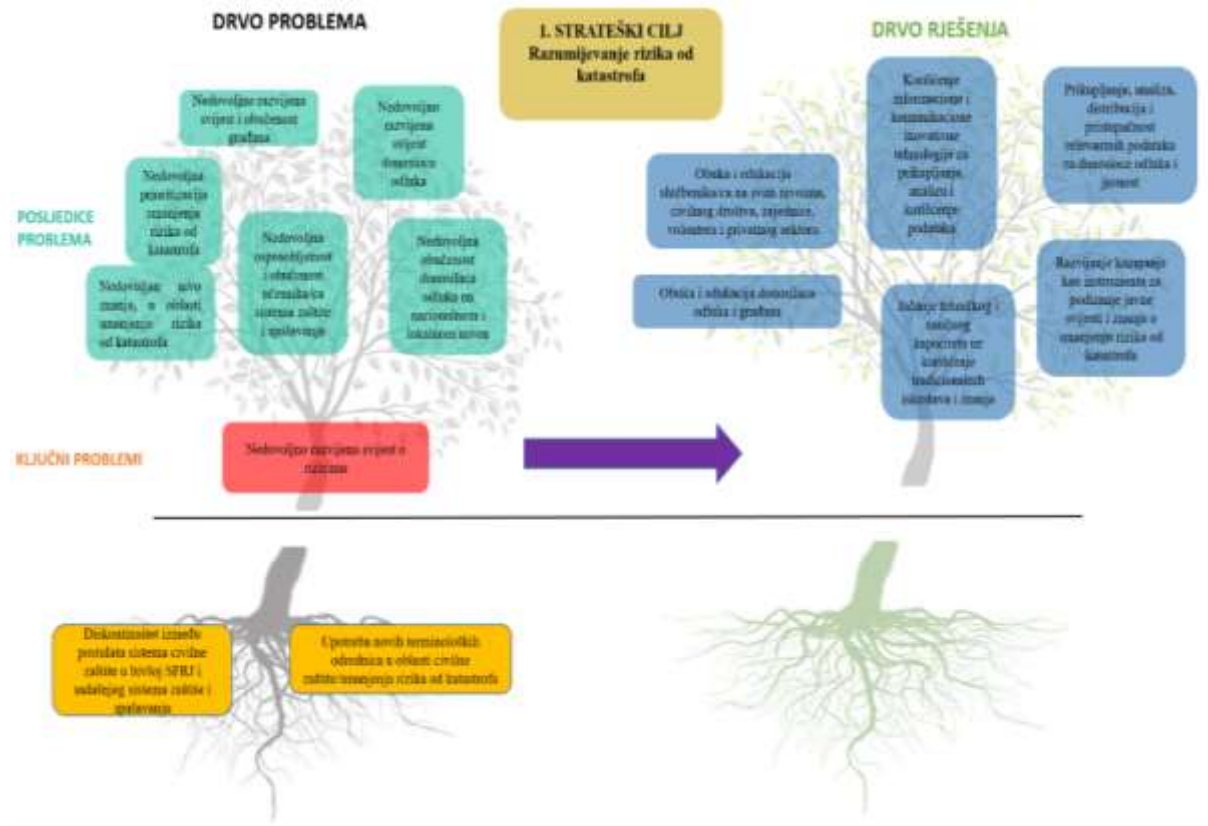 DRVO PROBLEMA
1. STRATEŠKI CILJ
Razumijevanje rizika od
katastrofa
DRVO RJEŠENJA
Nedovoljno razvijena
svijest i obučenost
građana
Nedovoljan
razvijena
svijest
donosioca
odluka
Nedovoljna
prioritizacija
smanjenja
rizika od
katastrofa
POSLJEDICE
PROBLEMA
Nedovoljna
osposobljenost
i obučenost
učesnika/ca
sistema zaštite
i spašavanja
Nedovoljna
obučenost
donosilaca
odluka na
nacionalnom i
lokalnom nivou
Nedovoljan nivo
znanja, u oblasti
smanjenja rizika
od katastrofa
Korišćenje
informacione i
komunikacione
inovativne
tehnologije za
prikupljanje,
analizu i
korišćenje
podataka
Prikupljanje, analiza,
distribucija i
pristupačnost
relevantnih podataka
za donosioce odluka i
javnost
Obuka i edukacija
službenika/ca na svim nivoima,
civilnog društva, zajednice,
volontera i privatnog sektora
Obuka i edukacija donosilaca
odluka i građana
Jačanje tehničkog i
naučnog
kapaciteta uz
korišćenje
tradicionalnih
iskustava i znanja
Razvijanje kampanje
kao instrumenta za
podizanje javne
svijesti i znanja o
smanjenju rizika od
katastrofa
KLJUČNI PROBLEMI
Nedovoljno razvijena svijest o
rizicima
Diskontinuitet između
postulata sistema civilne
zaštite u bivšoj SFRJ i
sadašnjeg sistema zaštite i
spašavanja
Upotreba novih terminoloških
odrednica u oblasti civilne
zaštite/smanjenja rizika od katastrofa